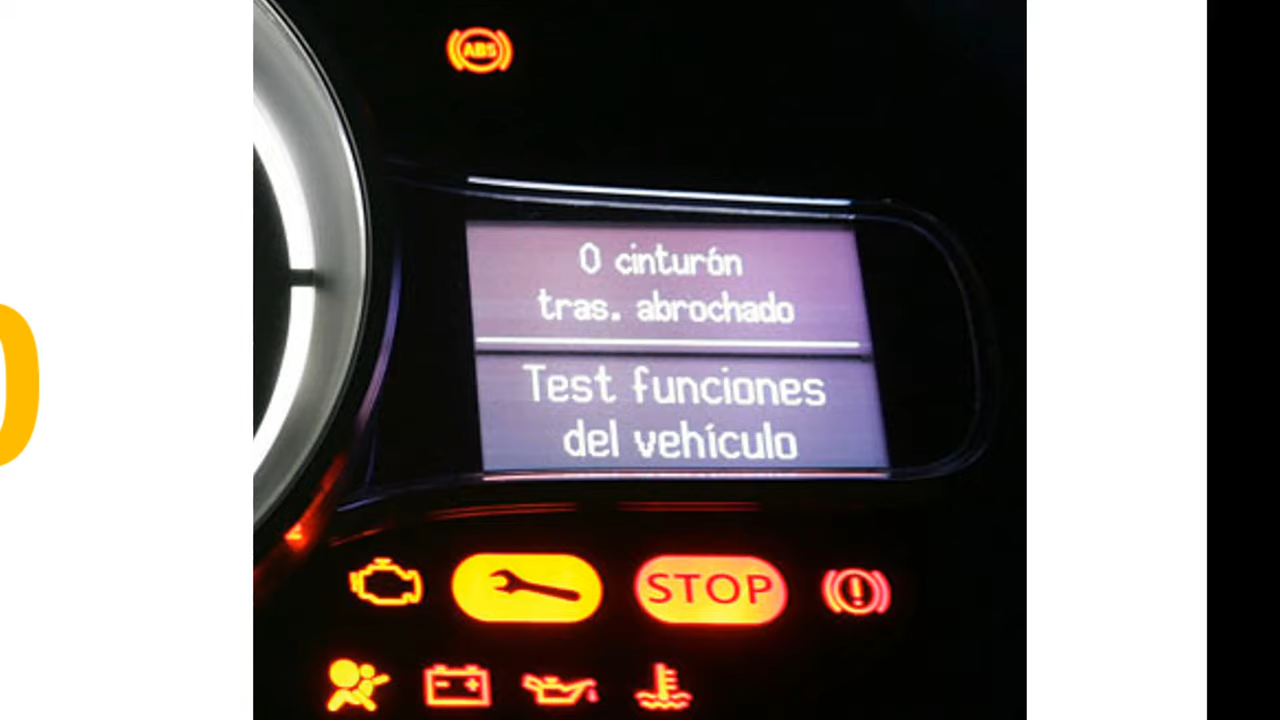 ABS
0 cinturón
tras. abrochado
Test funciones
del vehículo
STOP